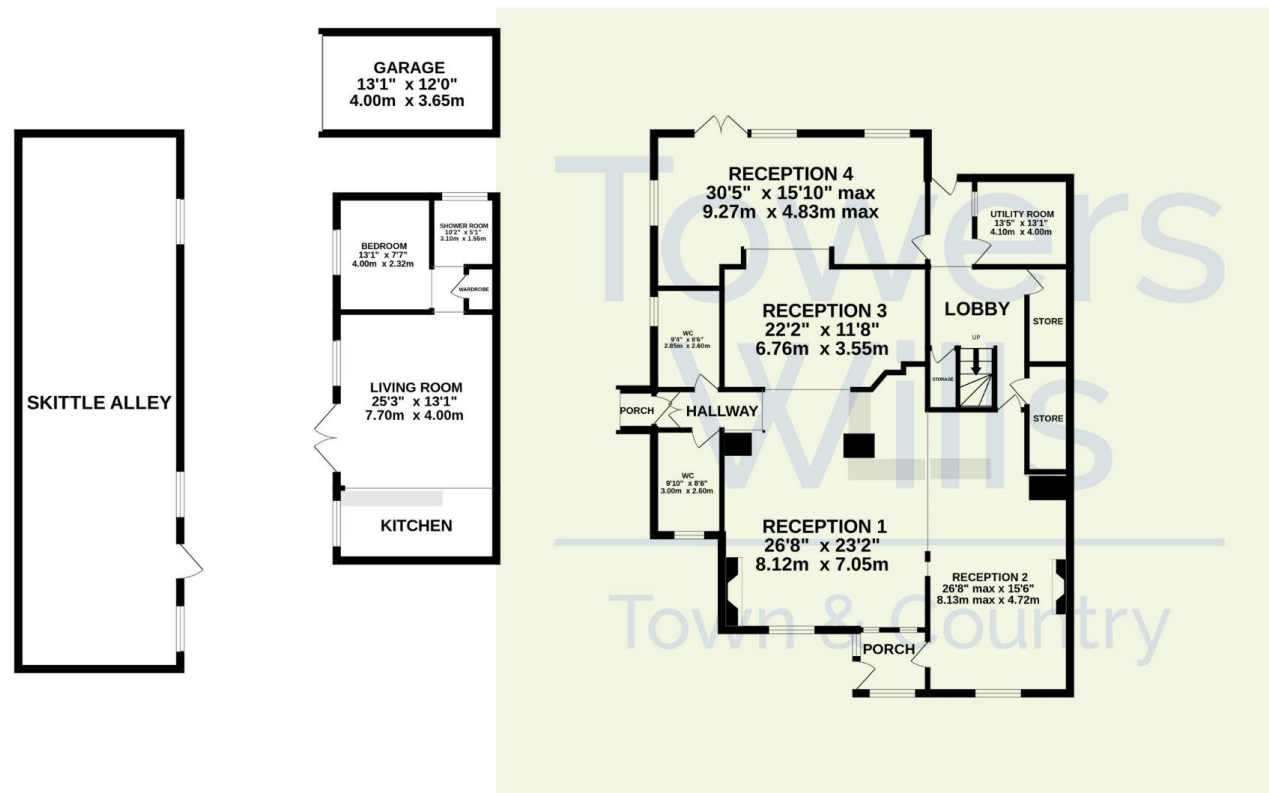 GARAGE
13'1" x 12'0"
4.00m x 3.65m
SKITTLE ALLEY
BEDROOM
13'1" x 7'7"
4.00m x 2.32m
SHOWER ROOM
10'2" x 5'1"
3.10m x 1.55m
WARDROBE
LIVING ROOM
25'3" x 13'1"
7.70m x 4.00m
KITCHEN
RECEPTION 4
30'5" x 15'10" max
9.27m x 4.83m max
UTILITY ROOM
13'5" x 13'1"
4.10m x 4.00m
RECEPTION 3
22'2" x 11'8"
6.76m x 3.55m
LOBBY
UP
STORE
STORAGE
STORE
WC
9'4" x 8'6"
2.85m x 2.60m
PORCH
HALLWAY
WC
9'10" x 8'6"
3.00m x 2.60m
RECEPTION 1
26'8" x 23'2"
8.12m x 7.05m
RECEPTION 2
26'8" max x 15'6"
8.13m max x 4.72m
PORCH
Towers
Wills
Town & Country